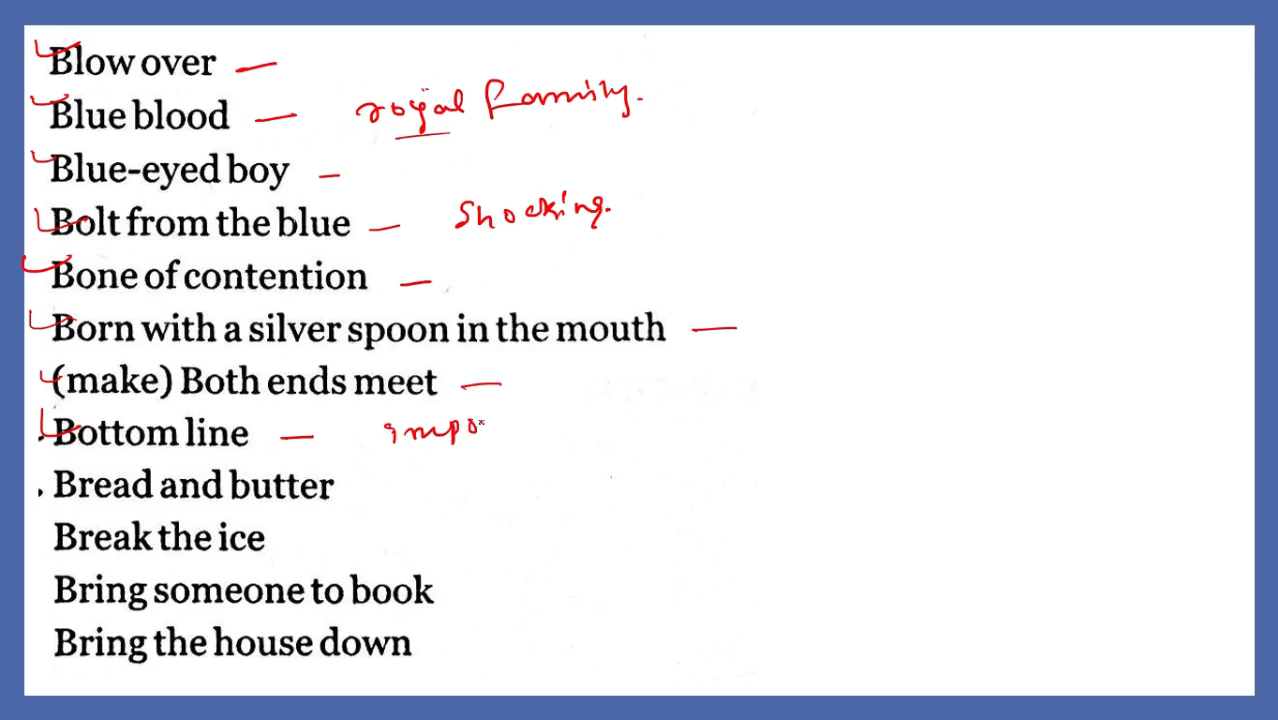 Blow over —
Blue blood — royal family.
Blue-eyed boy —
Bolt from the blue — Shocking.
Bone of contention —
Born with a silver spoon in the mouth —
(make) Both ends meet —
Bottom line — impo
Bread and butter
Break the ice
Bring someone to book
Bring the house down